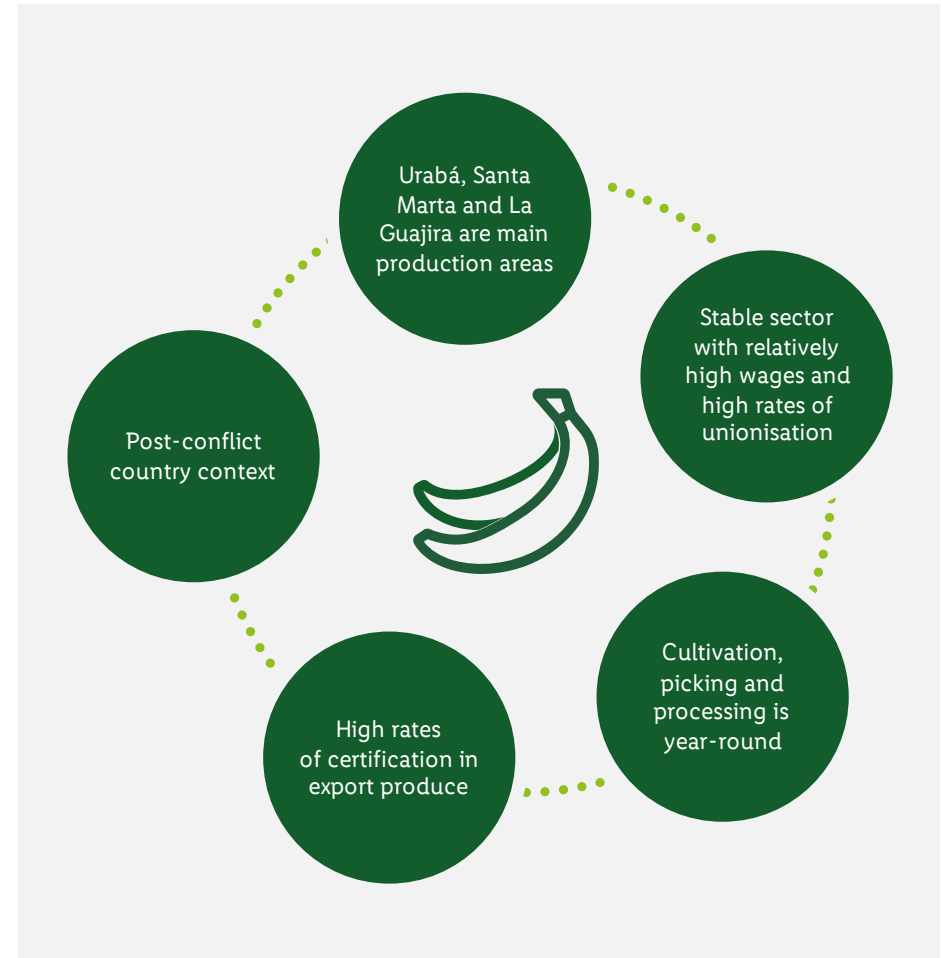 Urabá, Santa
Marta and La
Guajira are main
production areas
Stable sector
with relatively
high wages and
high rates of
unionisation
Cultivation,
picking and
processing is
year-round
High rates
of certification in
export produce
Post-conflict
country context